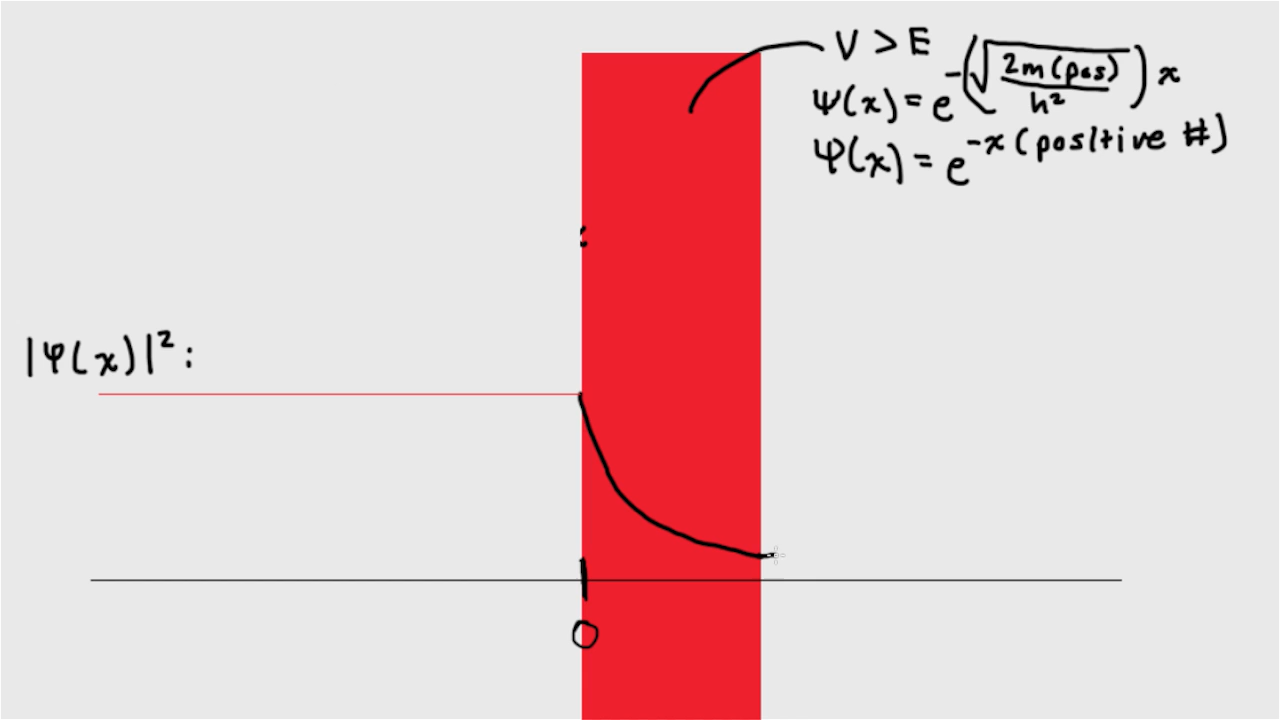 V > E
ψ(x) = e^-(√(2m(pos)/h²))x
ψ(x) = e^-x(positive #)
|ψ(x)|²:
0